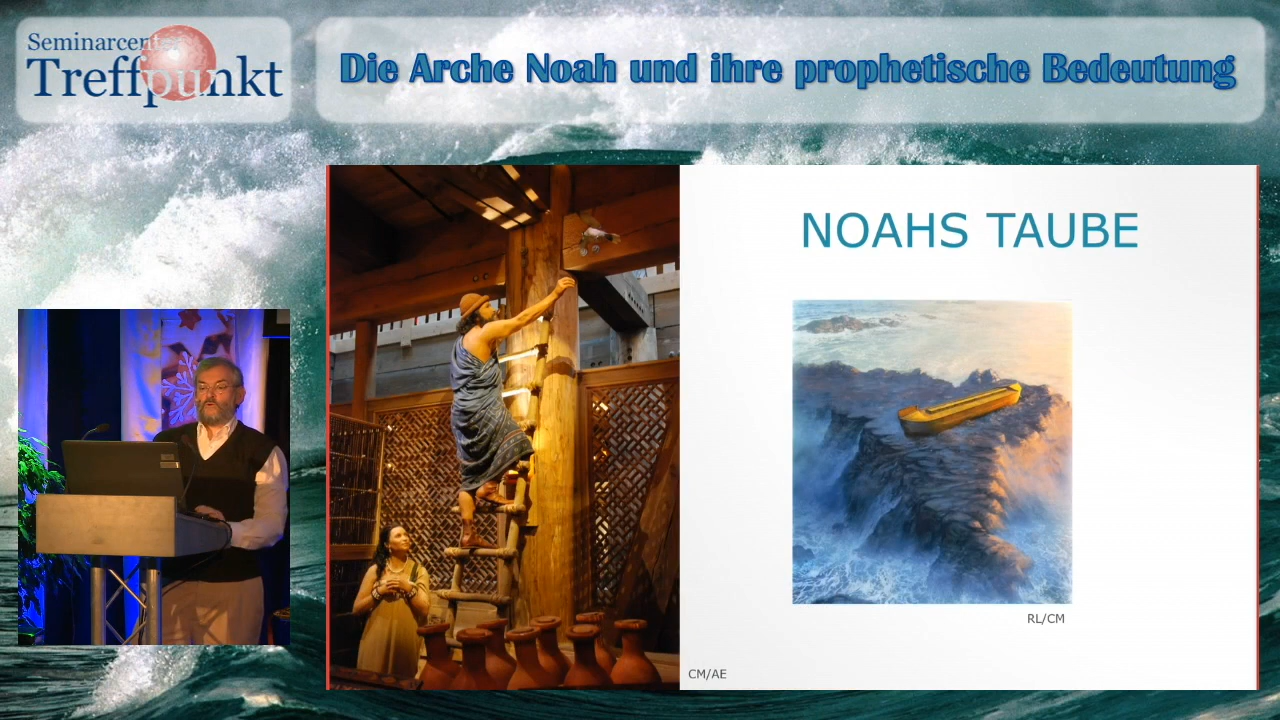 Seminarcenter
Treffpunkt
Die Arche Noah und ihre prophetische Bedeutung
NOAHS TAUBE
RL/CM
CM/AE